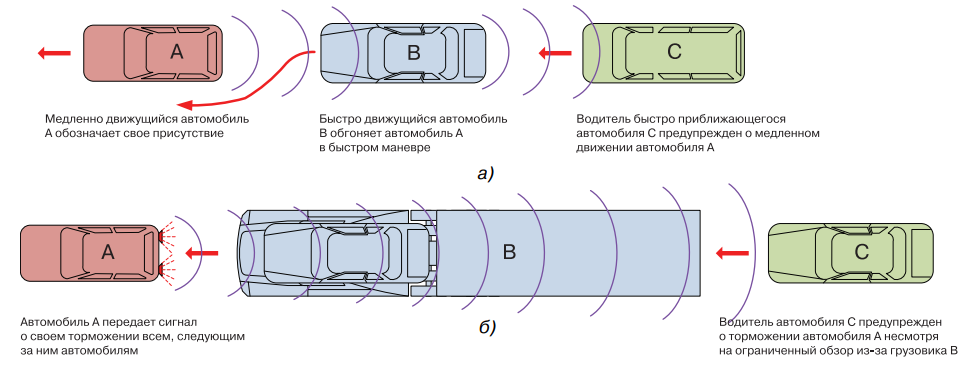 A
B
C
Медленно движущийся автомобиль
А обозначает свое присутствие
Быстро движущийся автомобиль
В обгоняет автомобиль А
в быстром маневре
Водитель быстро приближающегося
автомобиля С предупрежден о медленном
движении автомобиля А
а)
A
B
C
Автомобиль А передает сигнал
о своем торможении всем, следующим
за ним автомобилям
б)
Водитель автомобиля С предупрежден
о торможении автомобиля А несмотря
на ограниченный обзор из-за грузовика В